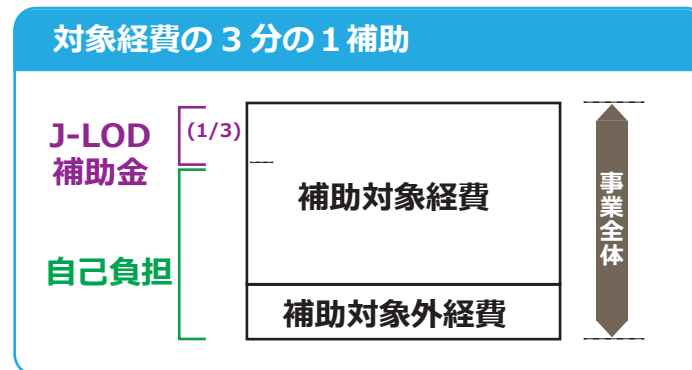 対象経費の３分の１補助
J-LOD
補助金
(1/3)
補助対象経費
自己負担
補助対象外経費
事業全体